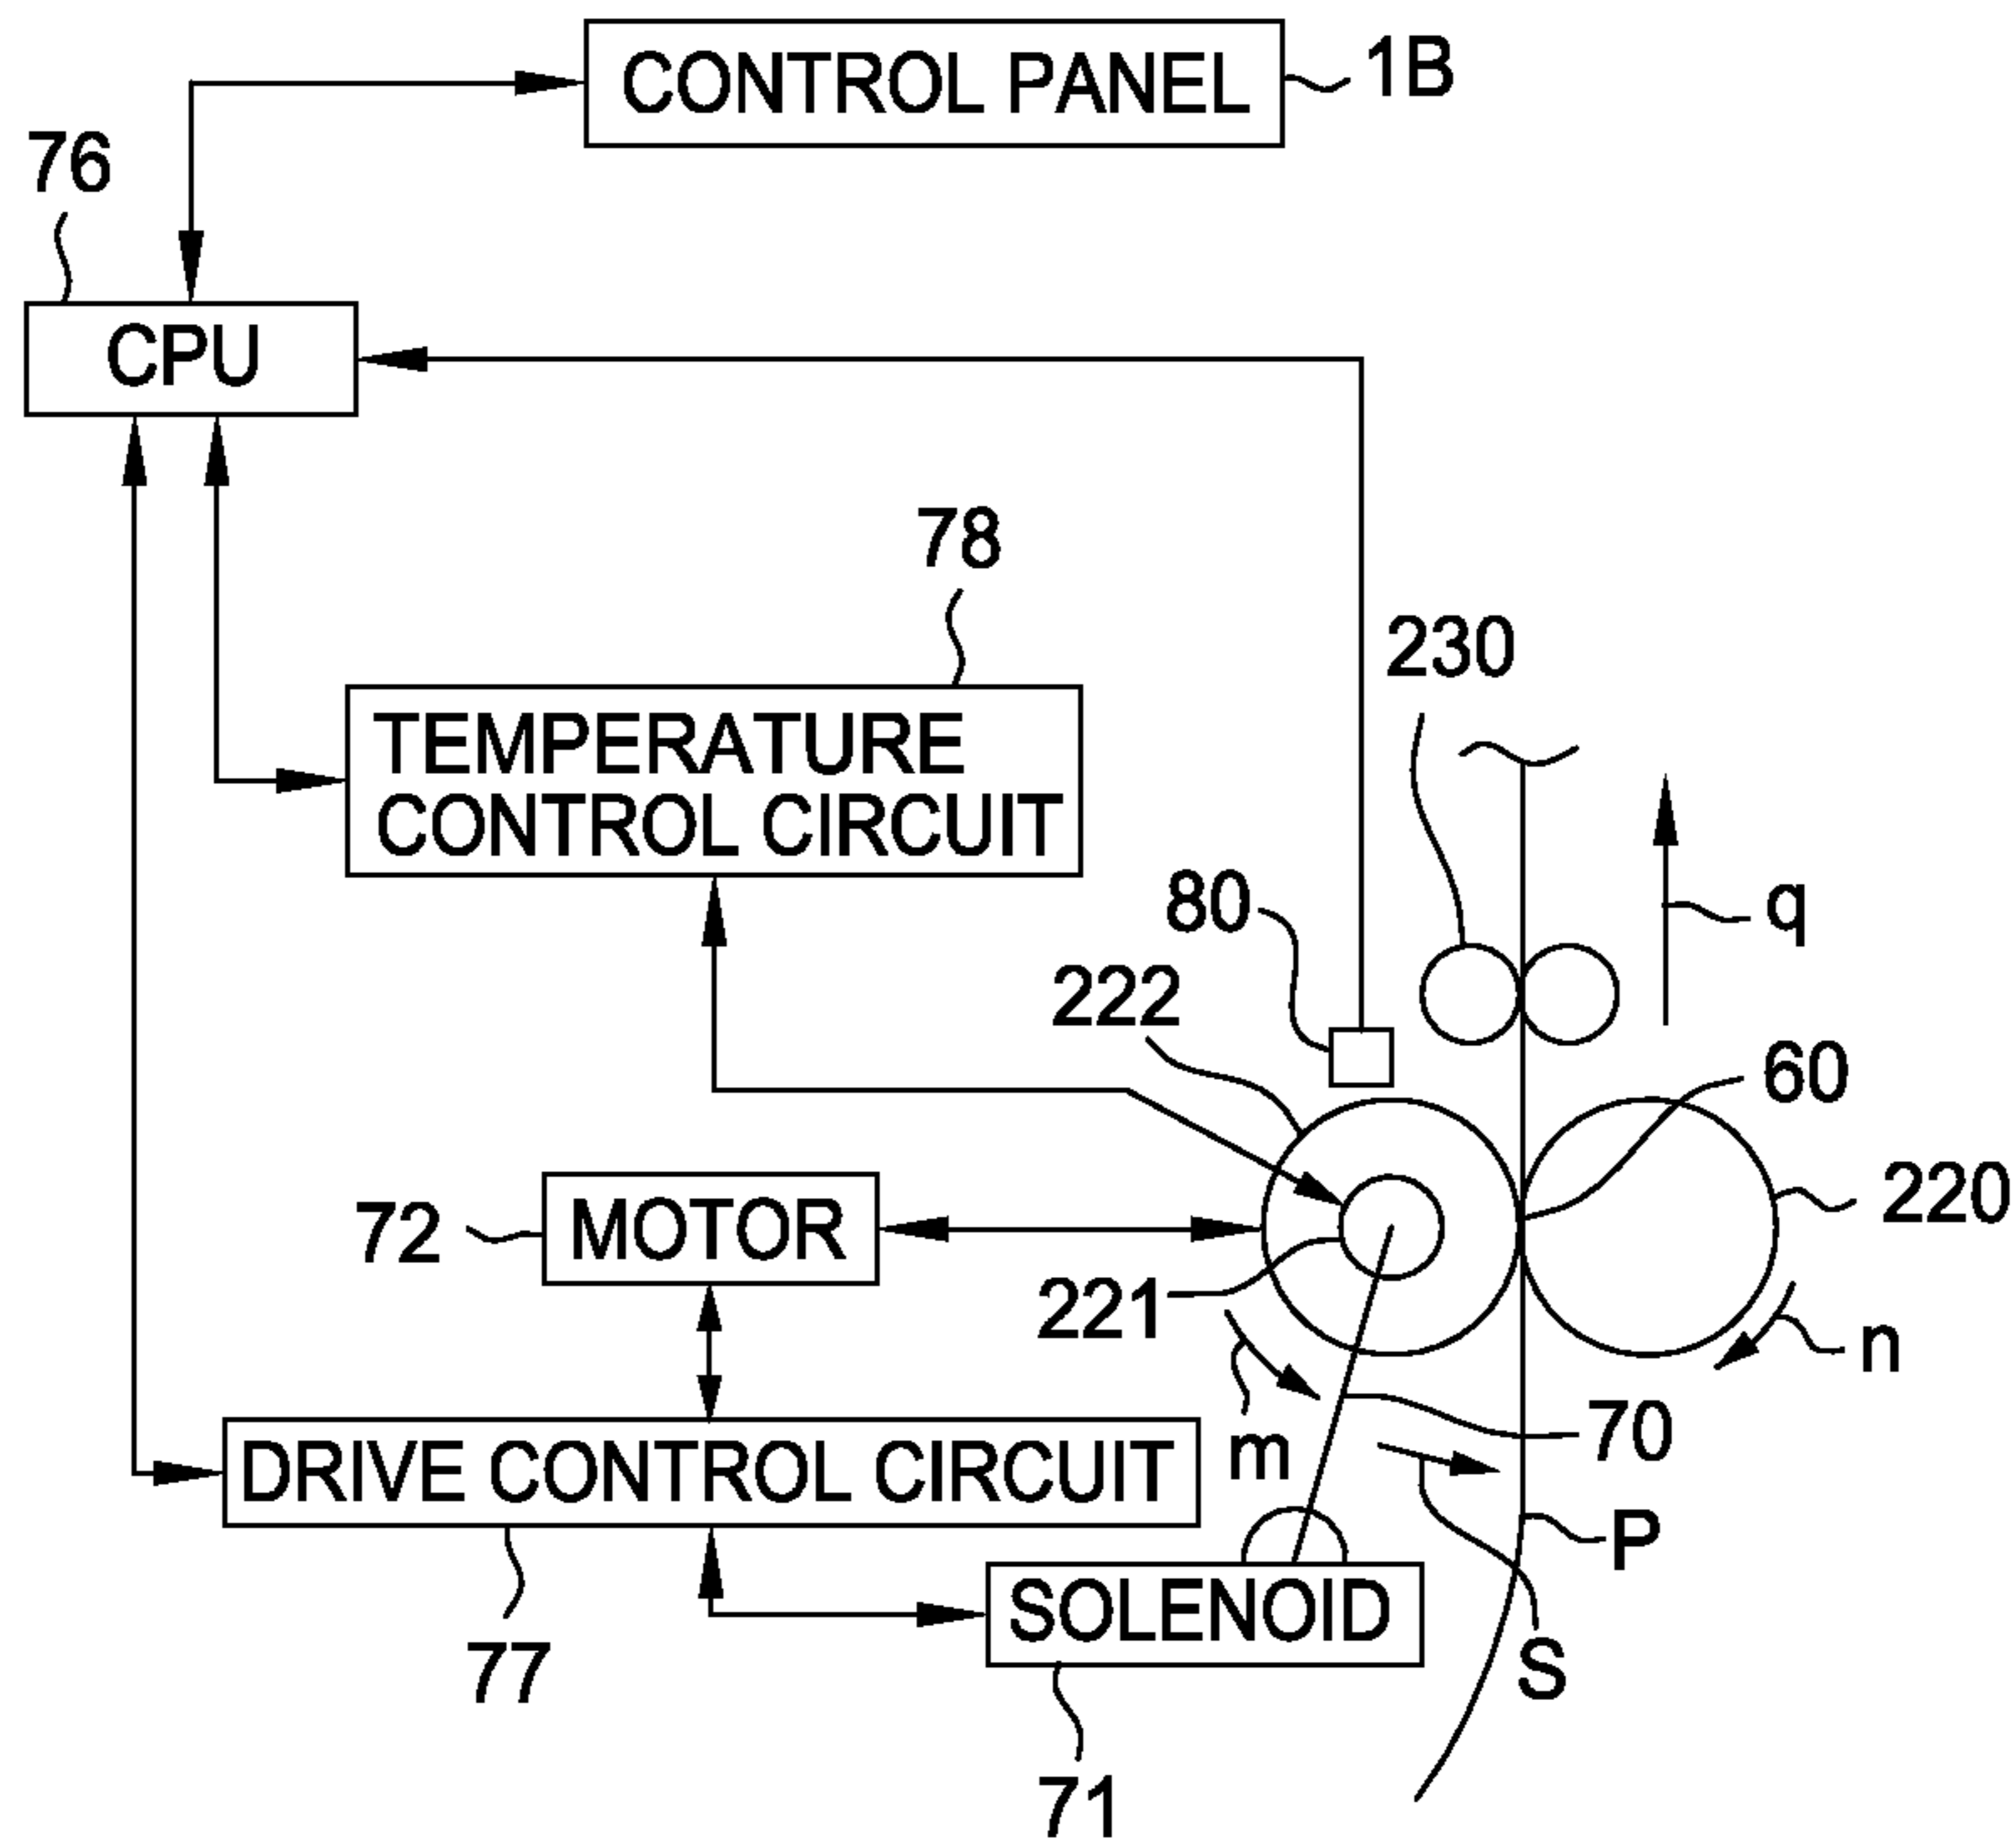 CONTROL PANEL
1B
76
CPU
78
230
TEMPERATURE
CONTROL CIRCUIT
80
q
222
60
220
72
MOTOR
221
n
m
70
DRIVE CONTROL CIRCUIT
P
SOLENOID
S
77
71